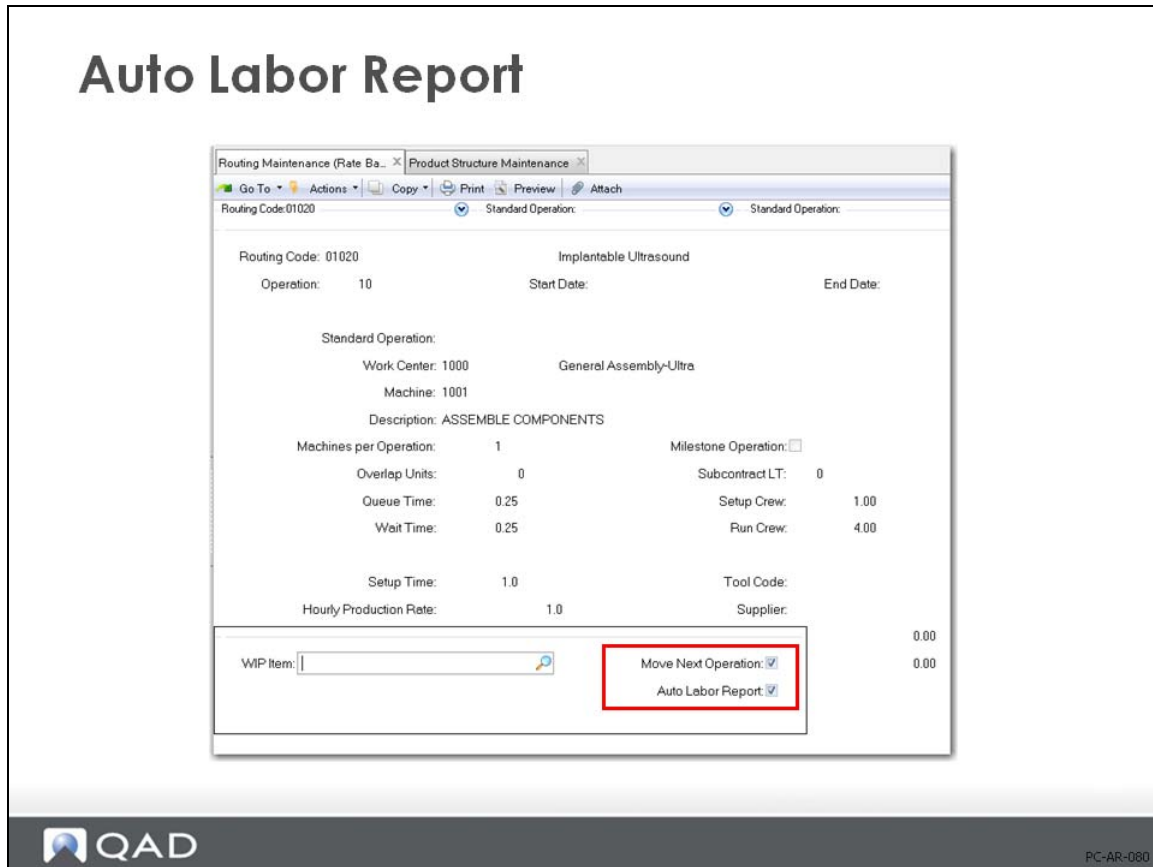 Auto Labor Report
Routing Maintenance (Rate Ba... Product Structure Maintenance
Go To Actions Copy Print Preview Attach
Routing Code:01020 Standard Operation: Standard Operation:
Routing Code: 01020 Implantable Ultrasound
Operation: 10 Start Date: End Date:
Standard Operation:
Work Center: 1000 General Assembly-Ultra
Machine: 1001
Description: ASSEMBLE COMPONENTS
Machines per Operation: 1 Milestone Operation:
Overlap Units: 0 Subcontract LT: 0
Queue Time: 0.25 Setup Crew: 1.00
Wait Time: 0.25 Run Crew: 4.00
Setup Time: 1.0 Tool Code:
Hourly Production Rate: 1.0 Supplier:
0.00
WIP Item: Move Next Operation: 0.00
Auto Labor Report:
QAD
PC-AR-080